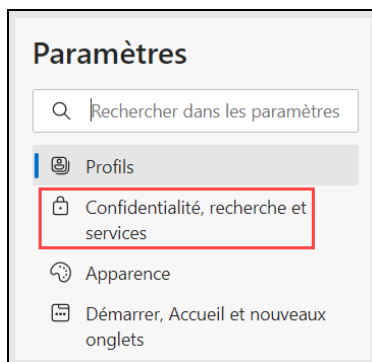 Paramètres
Rechercher dans les paramètres
Profils
Confidentialité, recherche et
services
Apparence
Démarrer, Accueil et nouveaux
onglets